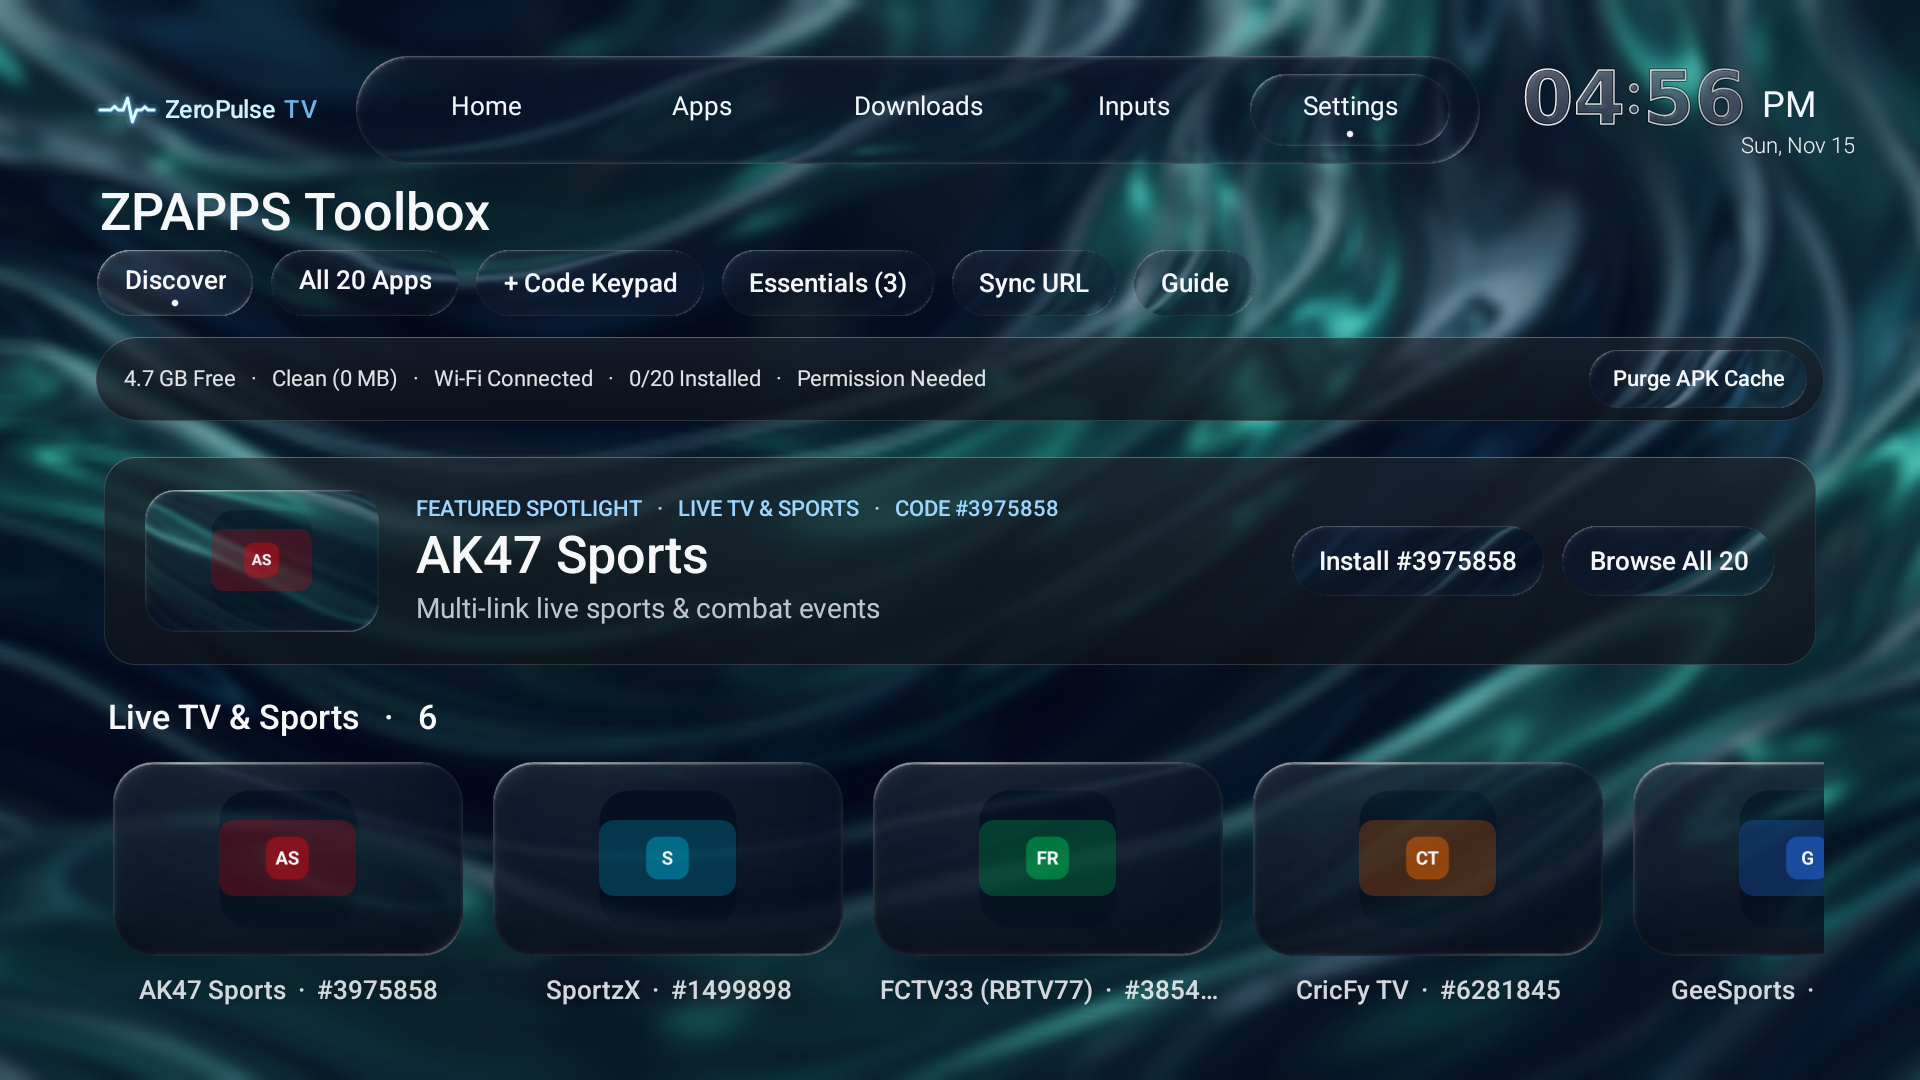 ZeroPulse TV
Home
Apps
Downloads
Inputs
Settings
04:56 PM
Sun, Nov 15
ZPAPPS Toolbox
Discover
All 20 Apps
+ Code Keypad
Essentials (3)
Sync URL
Guide
4.7 GB Free · Clean (0 MB) · Wi-Fi Connected · 0/20 Installed · Permission Needed
Purge APK Cache
FEATURED SPOTLIGHT · LIVE TV & SPORTS · CODE #3975858
AS
AK47 Sports
Multi-link live sports & combat events
Install #3975858
Browse All 20
Live TV & Sports · 6
AS
S
FR
CT
G
AK47 Sports · #3975858
SportzX · #1499898
FCTV33 (RBTV77) · #3854...
CricFy TV · #6281845
GeeSports ·